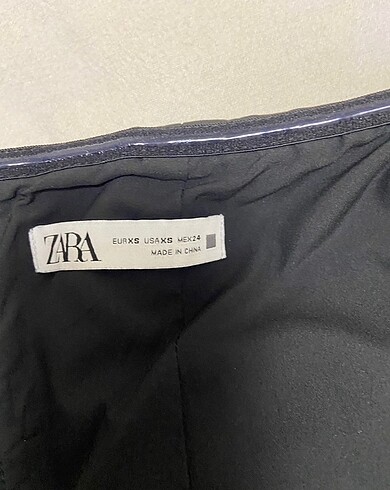 ZARA
EUR XS USA XS MEX 24
MADE IN CHINA